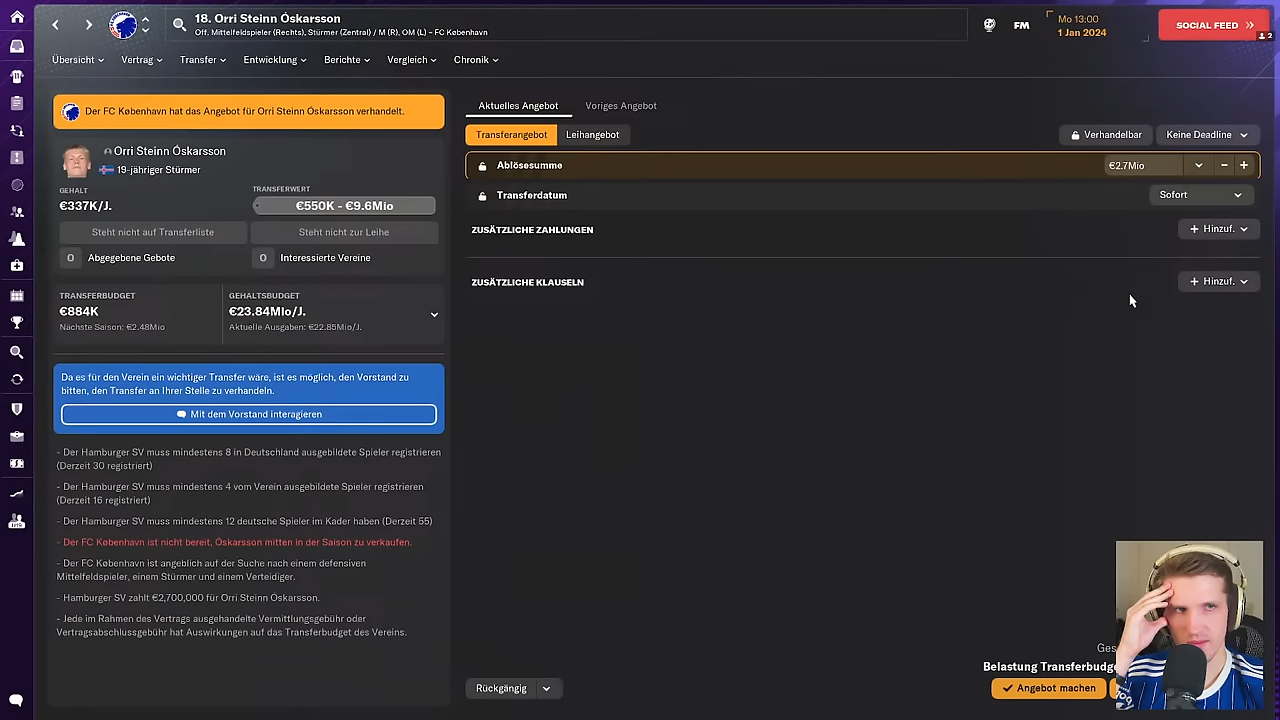 18. Orri Steinn Óskarsson
Off. Mittelfeldspieler (Rechts), Stürmer (Zentral) / M (R), OM (L) - FC København
FM
Mo 13:00
1 Jan 2024
SOCIAL FEED
2
Übersicht
Vertrag
Transfer
Entwicklung
Berichte
Vergleich
Chronik
Der FC København hat das Angebot für Orri Steinn Óskarsson verhandelt.
Orri Steinn Óskarsson
19-jähriger Stürmer
GEHALT
€337K/J.
TRANSFERWERT
€550K - €9.6Mio
Steht nicht auf Transferliste
Steht nicht zur Leihe
0 Abgegebene Gebote
0 Interessierte Vereine
TRANSFERBUDGET
€884K
Nächste Saison: €2.48Mio
GEHALTSBUDGET
€23.84Mio/J.
Aktuelle Ausgaben: €22.85Mio/J.
Da es für den Verein ein wichtiger Transfer wäre, ist es möglich, den Vorstand zu
bitten, den Transfer an Ihrer Stelle zu verhandeln.
Mit dem Vorstand interagieren
- Der Hamburger SV muss mindestens 8 in Deutschland ausgebildete Spieler registrieren
(Derzeit 30 registriert)
- Der Hamburger SV muss mindestens 4 vom Verein ausgebildete Spieler registrieren
(Derzeit 16 registriert)
- Der Hamburger SV muss mindestens 12 deutsche Spieler im Kader haben (Derzeit 55)
- Der FC København ist nicht bereit, Óskarsson mitten in der Saison zu verkaufen.
- Der FC København ist angeblich auf der Suche nach einem defensiven
Mittelfeldspieler, einem Stürmer und einem Verteidiger.
- Hamburger SV zahlt €2,700,000 für Orri Steinn Óskarsson.
- Jede im Rahmen des Vertrags ausgehandelte Vermittlungsgebühr oder
Vertragsabschlussgebühr hat Auswirkungen auf das Transferbudget des Vereins.
Aktuelles Angebot
Voriges Angebot
Transferangebot
Leihangebot
Verhandelbar
Keine Deadline
Ablösesumme
€2.7Mio
Transferdatum
Sofort
ZUSÄTZLICHE ZAHLUNGEN
+ Hinzuf.
ZUSÄTZLICHE KLAUSELN
+ Hinzuf.
Ges
Belastung Transferbudge
Rückgängig
Angebot machen